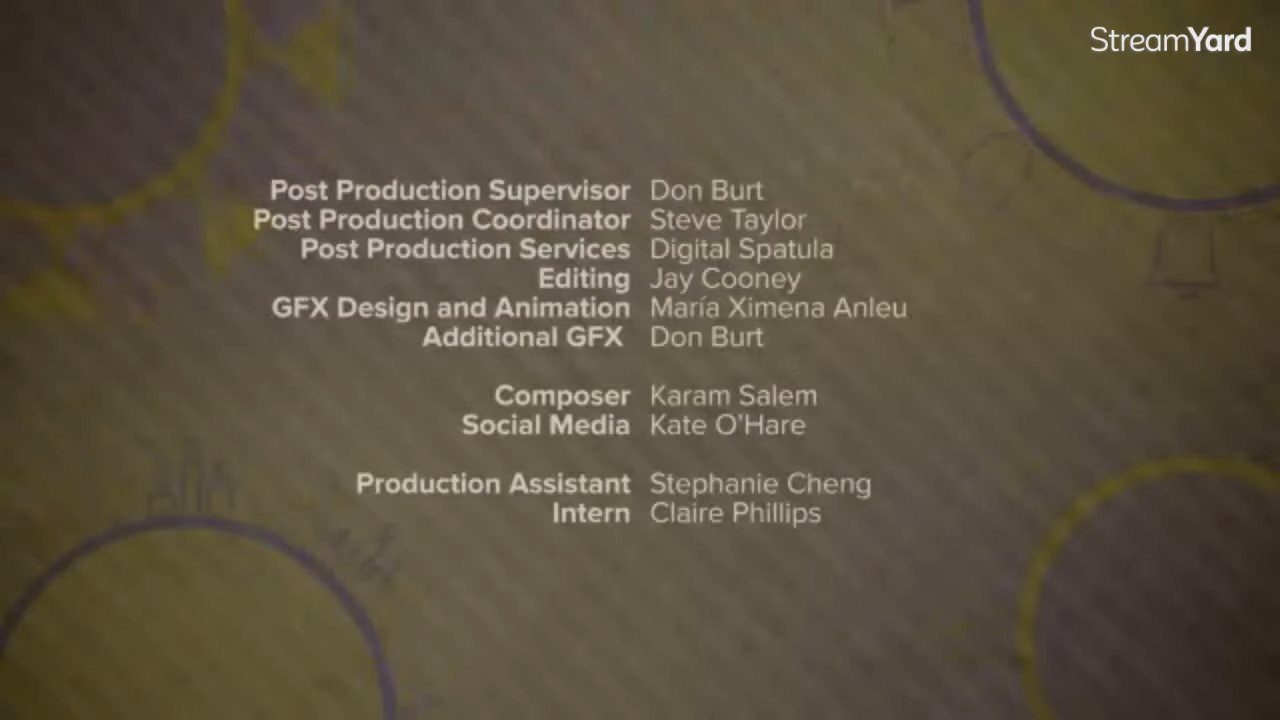 StreamYard
Post Production Supervisor Don Burt
Post Production Coordinator Steve Taylor
Post Production Services Digital Spatula
Editing Jay Cooney
GFX Design and Animation María Ximena Anleu
Additional GFX Don Burt
Composer Karam Salem
Social Media Kate O'Hare
Production Assistant Stephanie Cheng
Intern Claire Phillips